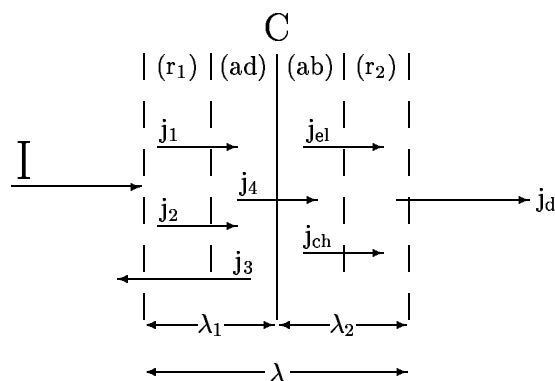 C
(r₁) (ad) (ab) (r₂)
j₁ j_el
I
j₄
j_d
j₂
j_ch
j₃
λ₁ λ₂
λ